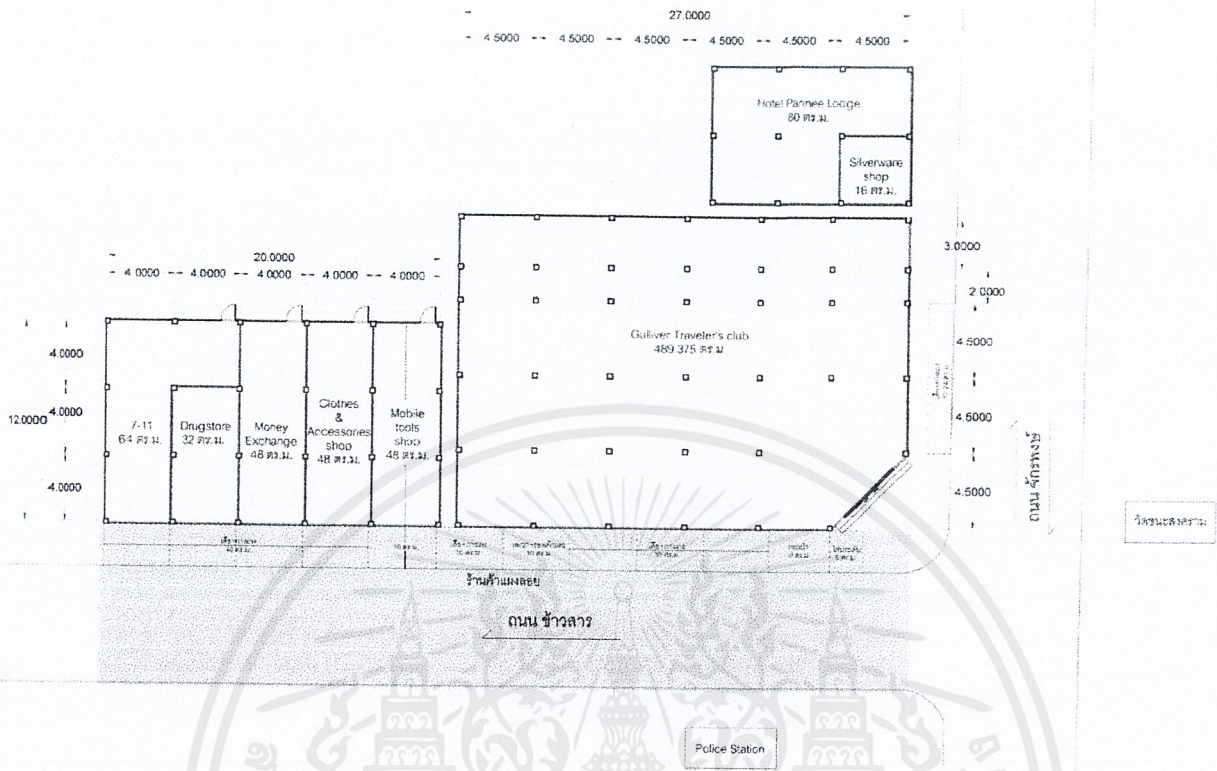 27.0000
4.5000 4.5000 4.5000 4.5000 4.5000 4.5000
Hotel Pannee Lodge
80 ตร.ม.
Silverware
shop
16 ตร.ม.
20.0000
4.0000 4.0000 4.0000 4.0000 4.0000
3.0000
2.0000
4.5000
4.5000
4.5000
Gulliver Traveler's club
489.375 ตร.ม
12.0000
4.0000
4.0000
4.0000
7-11
64 ตร.ม.
Drugstore
32 ตร.ม.
Money
Exchange
48 ตร.ม.
Clothes
&
Accessories
shop
48 ตร.ม.
Mobile
tools
shop
48 ตร.ม.
ถนน จักรพงษ์
วัดชนะสงคราม
ร้านค้าแผงลอย
ถนน ข้าวสาร
Police Station